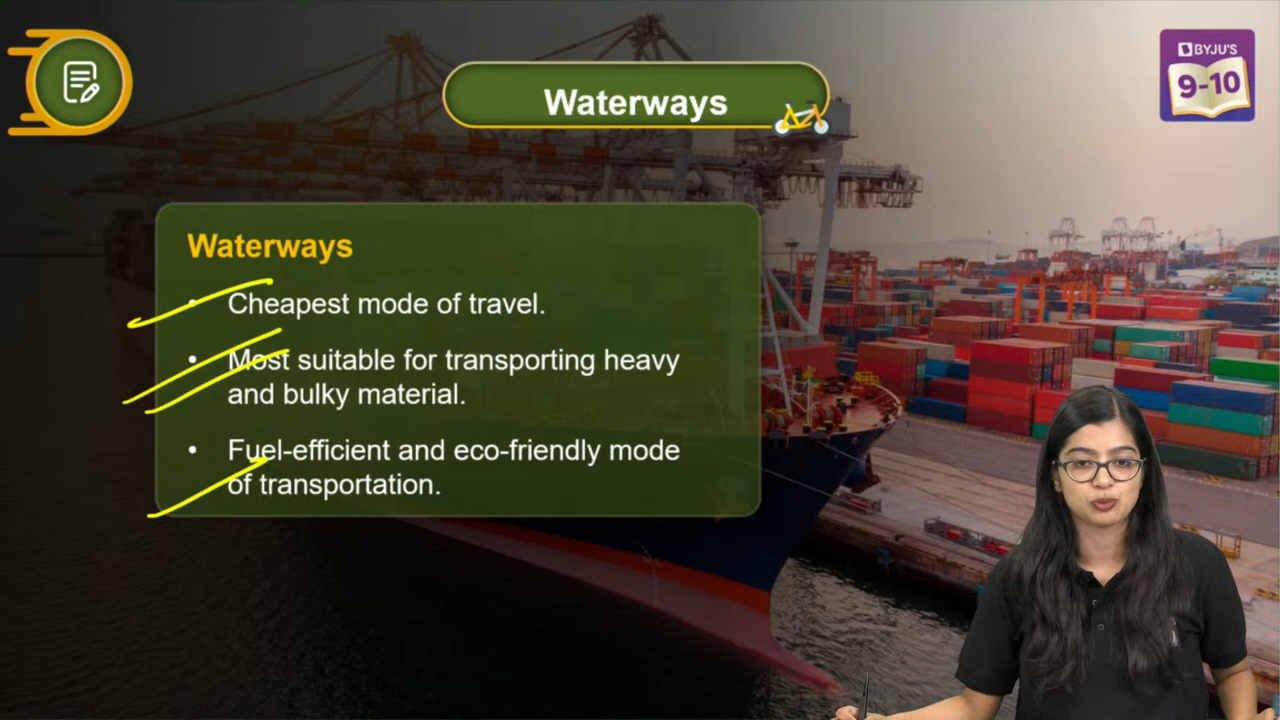 Waterways
BYJU'S
9-10
Waterways
• Cheapest mode of travel.
• Most suitable for transporting heavy
and bulky material.
• Fuel-efficient and eco-friendly mode
of transportation.